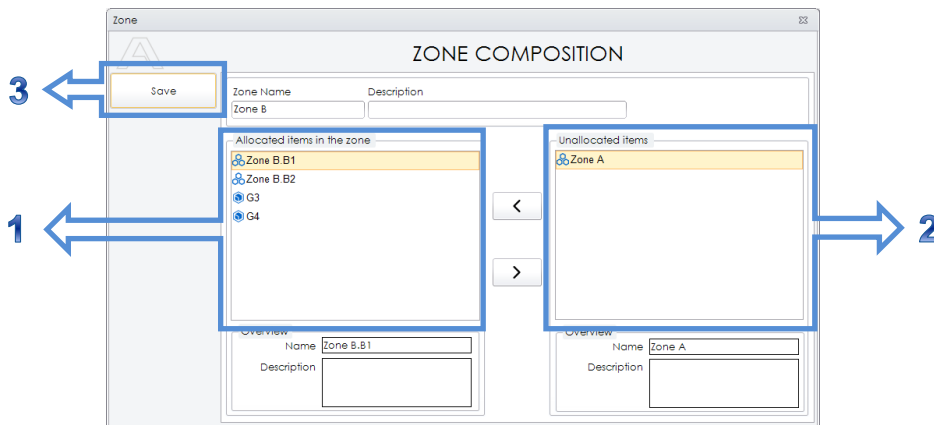 Zone
ZONE COMPOSITION
3
Save
Zone Name Description
Zone B
Allocated items in the zone
Unallocated items
Zone B.B1
Zone B.B2
G3
G4
Zone A
<
>
1
2
Overview
Name Zone B.B1
Description
Overview
Name Zone A
Description